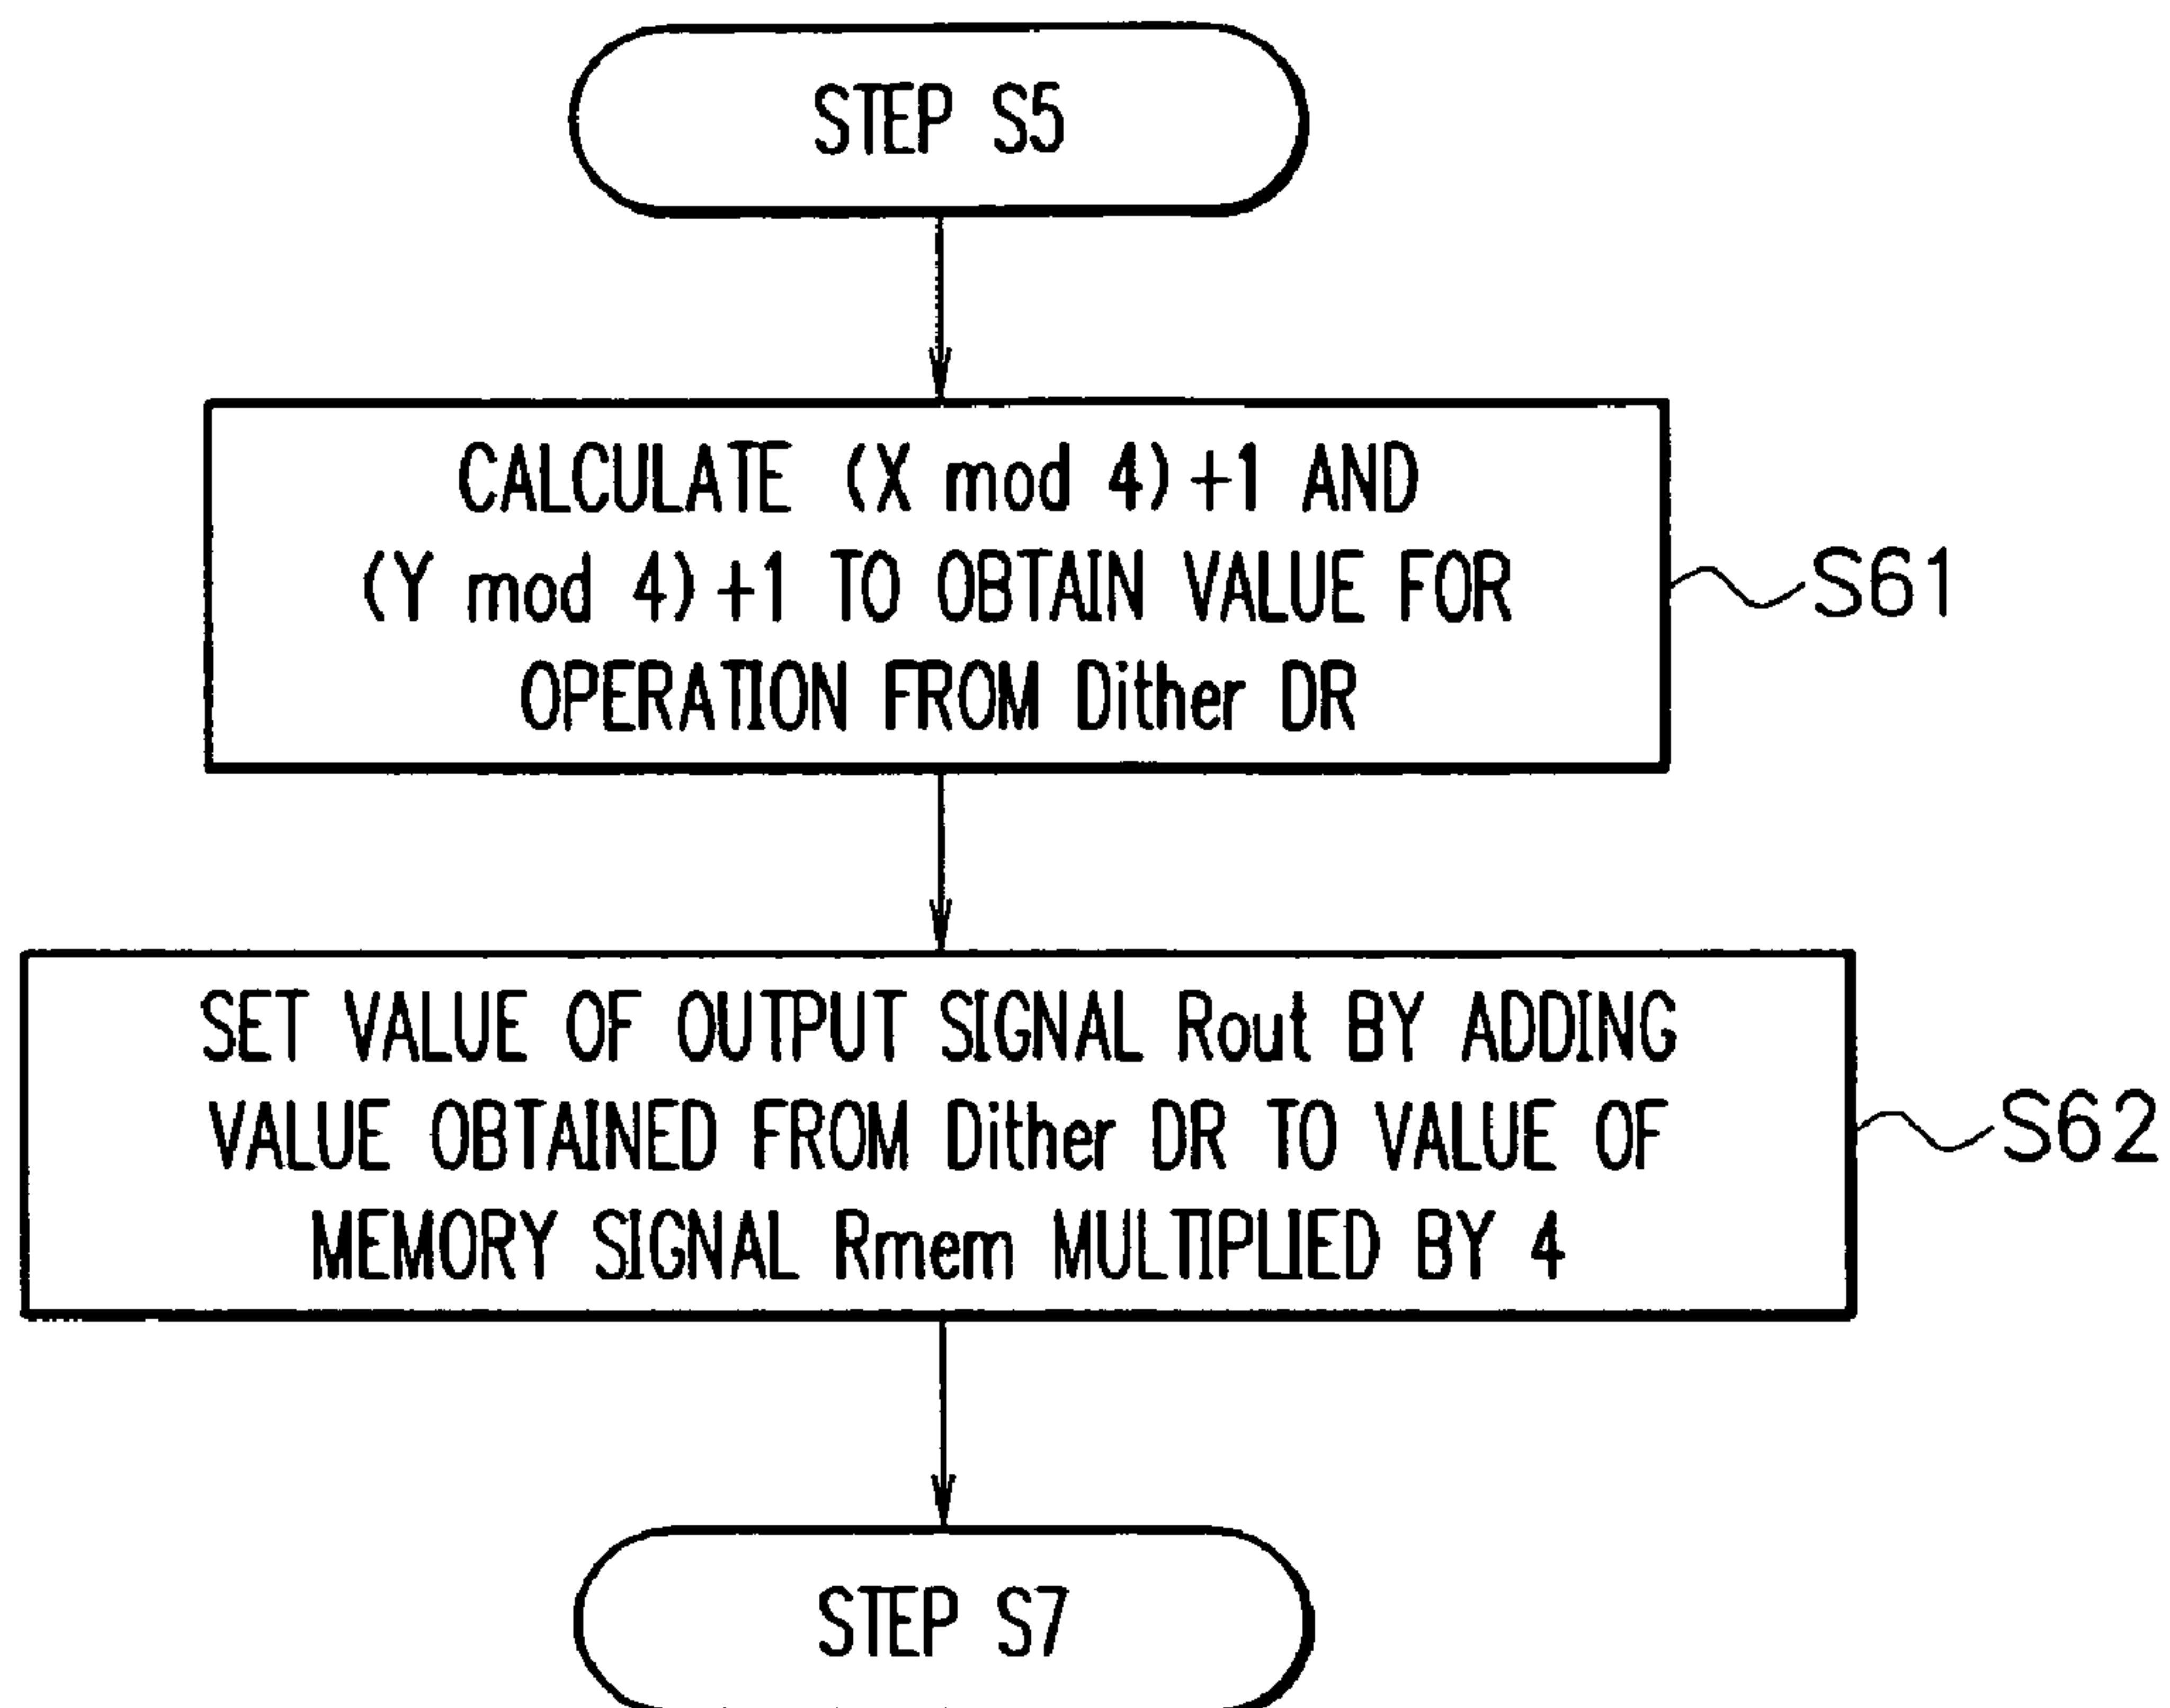 STEP S5
CALCULATE (X mod 4)+1 AND
(Y mod 4)+1 TO OBTAIN VALUE FOR
OPERATION FROM Dither DR
S61
SET VALUE OF OUTPUT SIGNAL Rout BY ADDING
VALUE OBTAINED FROM Dither DR TO VALUE OF
MEMORY SIGNAL Rmem MULTIPLIED BY 4
S62
STEP S7